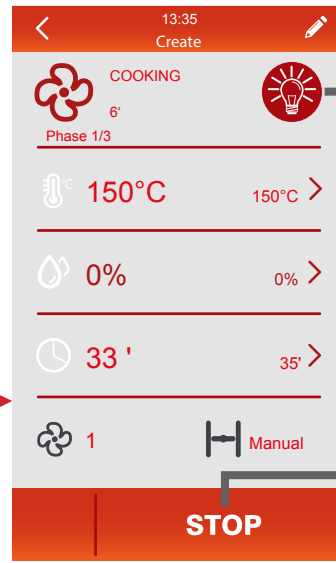 13:35
Create
COOKING
6'
Phase 1/3
°C 150°C 150°C
0% 0%
33 ' 35'
1 Manual
STOP